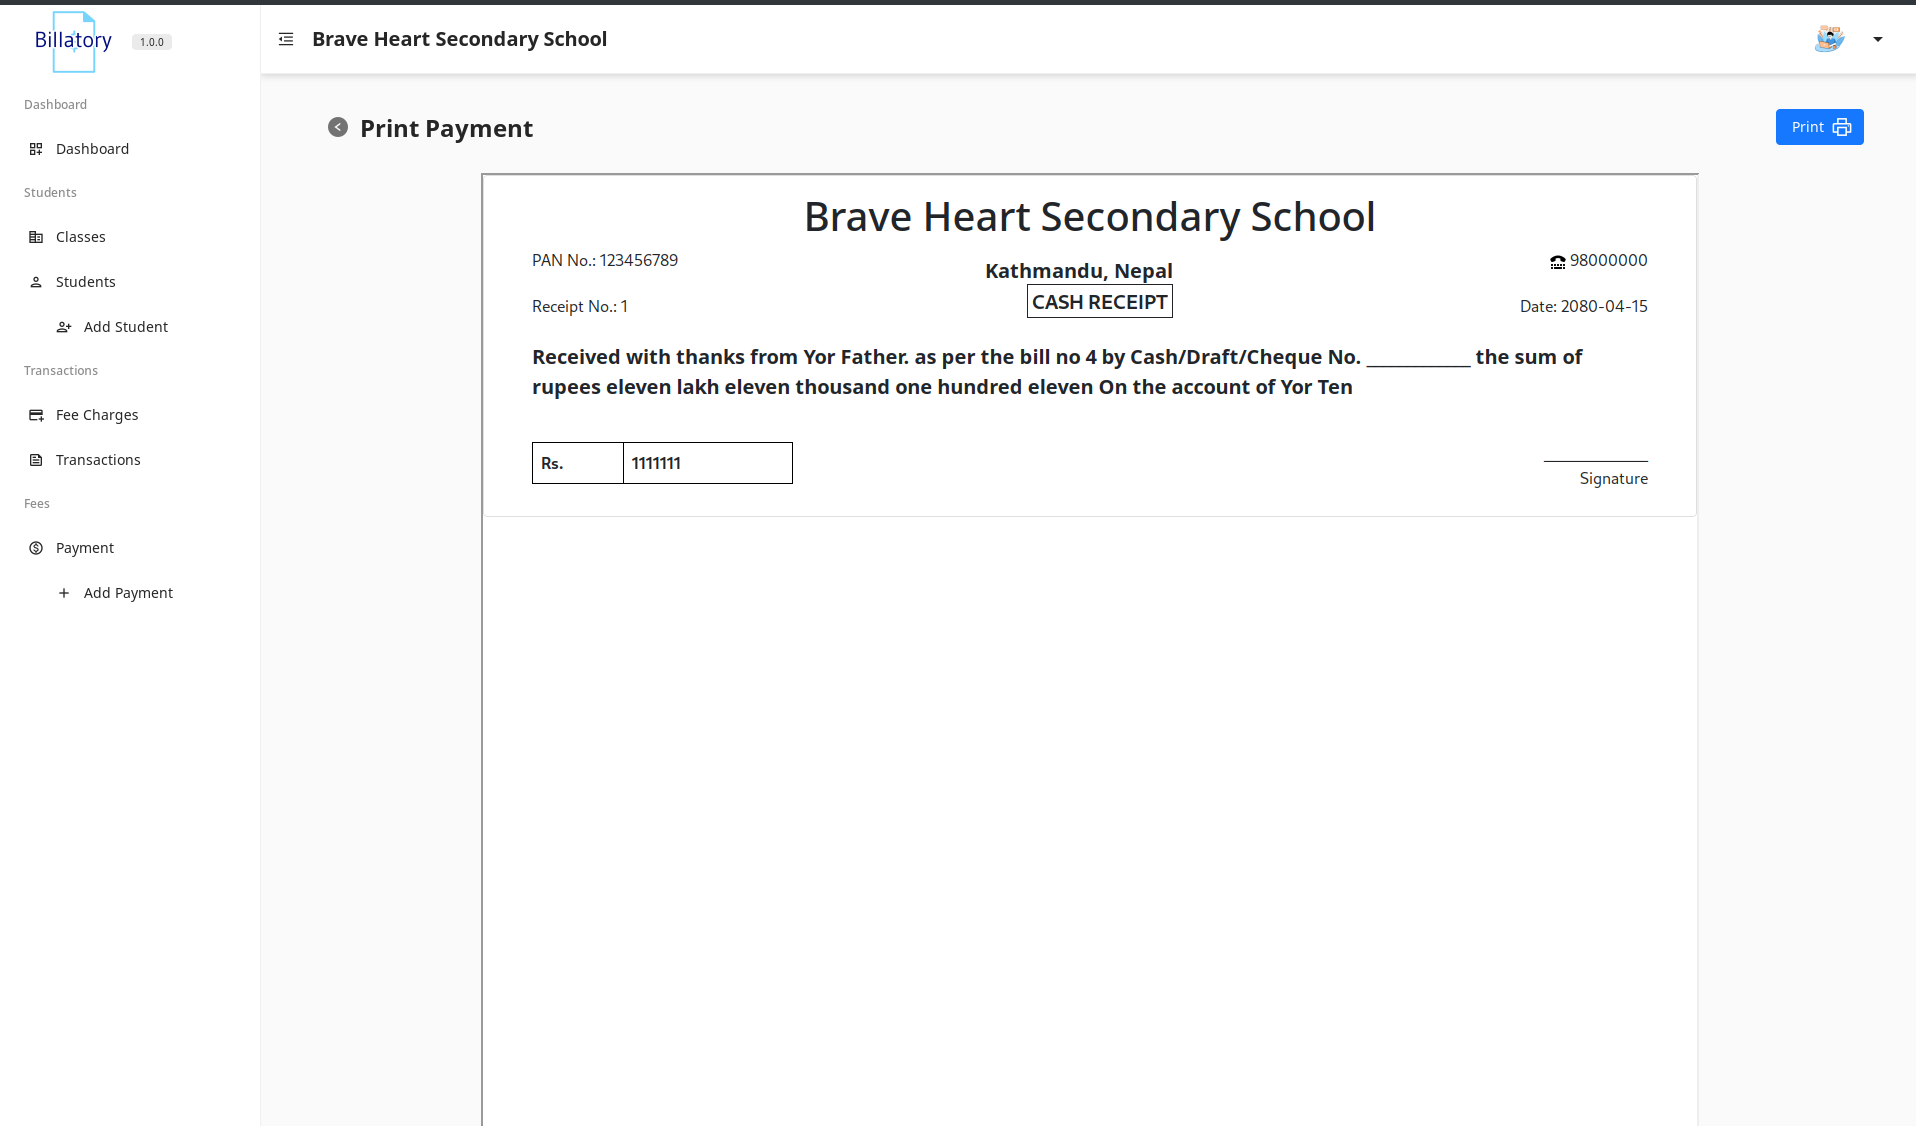 Billatory
1.0.0
Brave Heart Secondary School
Dashboard
Dashboard
Students
Classes
Students
Add Student
Transactions
Fee Charges
Transactions
Fees
Payment
Add Payment
Print Payment
Print
Brave Heart Secondary School
PAN No.: 123456789
Kathmandu, Nepal
98000000
Receipt No.: 1
CASH RECEIPT
Date: 2080-04-15
Received with thanks from Yor Father. as per the bill no 4 by Cash/Draft/Cheque No. _____________ the sum of
rupees eleven lakh eleven thousand one hundred eleven On the account of Yor Ten
Rs. 1111111
_____________
Signature